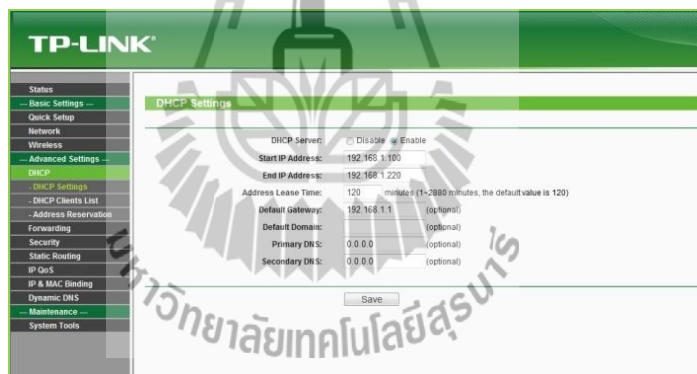 TP-LINK
Status
--- Basic Settings ---
Quick Setup
Network
Wireless
--- Advanced Settings ---
DHCP
- DHCP Settings
- DHCP Clients List
- Address Reservation
Forwarding
Security
Static Routing
IP QoS
IP & MAC Binding
Dynamic DNS
--- Maintenance ---
System Tools
DHCP Settings
DHCP Server: Disable Enable
Start IP Address: 192.168.1.100
End IP Address: 192.168.1.220
Address Lease Time: 120 minutes (1~2880 minutes, the default value is 120)
Default Gateway: 192.168.1.1 (optional)
Default Domain: (optional)
Primary DNS: 0.0.0.0 (optional)
Secondary DNS: 0.0.0.0 (optional)
Save
มหาวิทยาลัยเทคโนโลยีสุรนารี